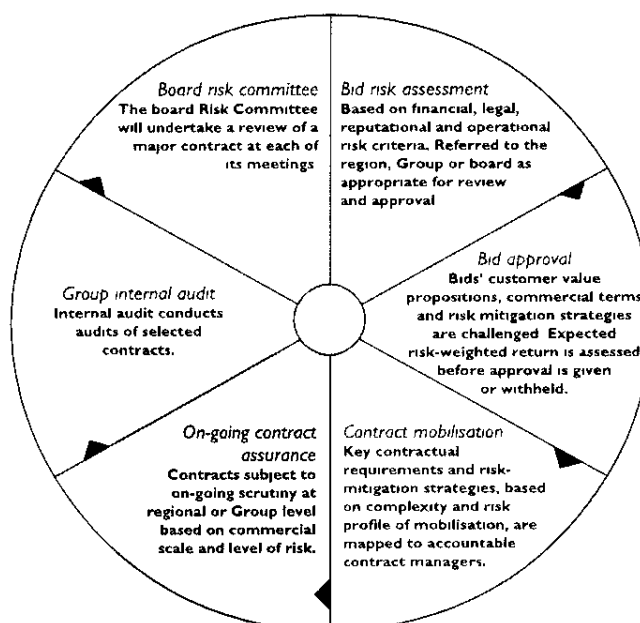 Board risk committee
The board Risk Committee
will undertake a review of a
major contract at each of
its meetings
Bid risk assessment
Based on financial, legal,
reputational and operational
risk criteria. Referred to the
region, Group or board as
appropriate for review
and approval
Bid approval
Bids' customer value
propositions, commercial terms
and risk mitigation strategies
are challenged Expected
risk-weighted return is assessed
before approval is given
or withheld.
Contract mobilisation
Key contractual
requirements and risk-
mitigation strategies, based
on complexity and risk
profile of mobilisation, are
mapped to accountable
contract managers.
On-going contract
assurance
Contracts subject to
on-going scrutiny at
regional or Group level
based on commercial
scale and level of risk.
Group internal audit
Internal audit conducts
audits of selected
contracts.